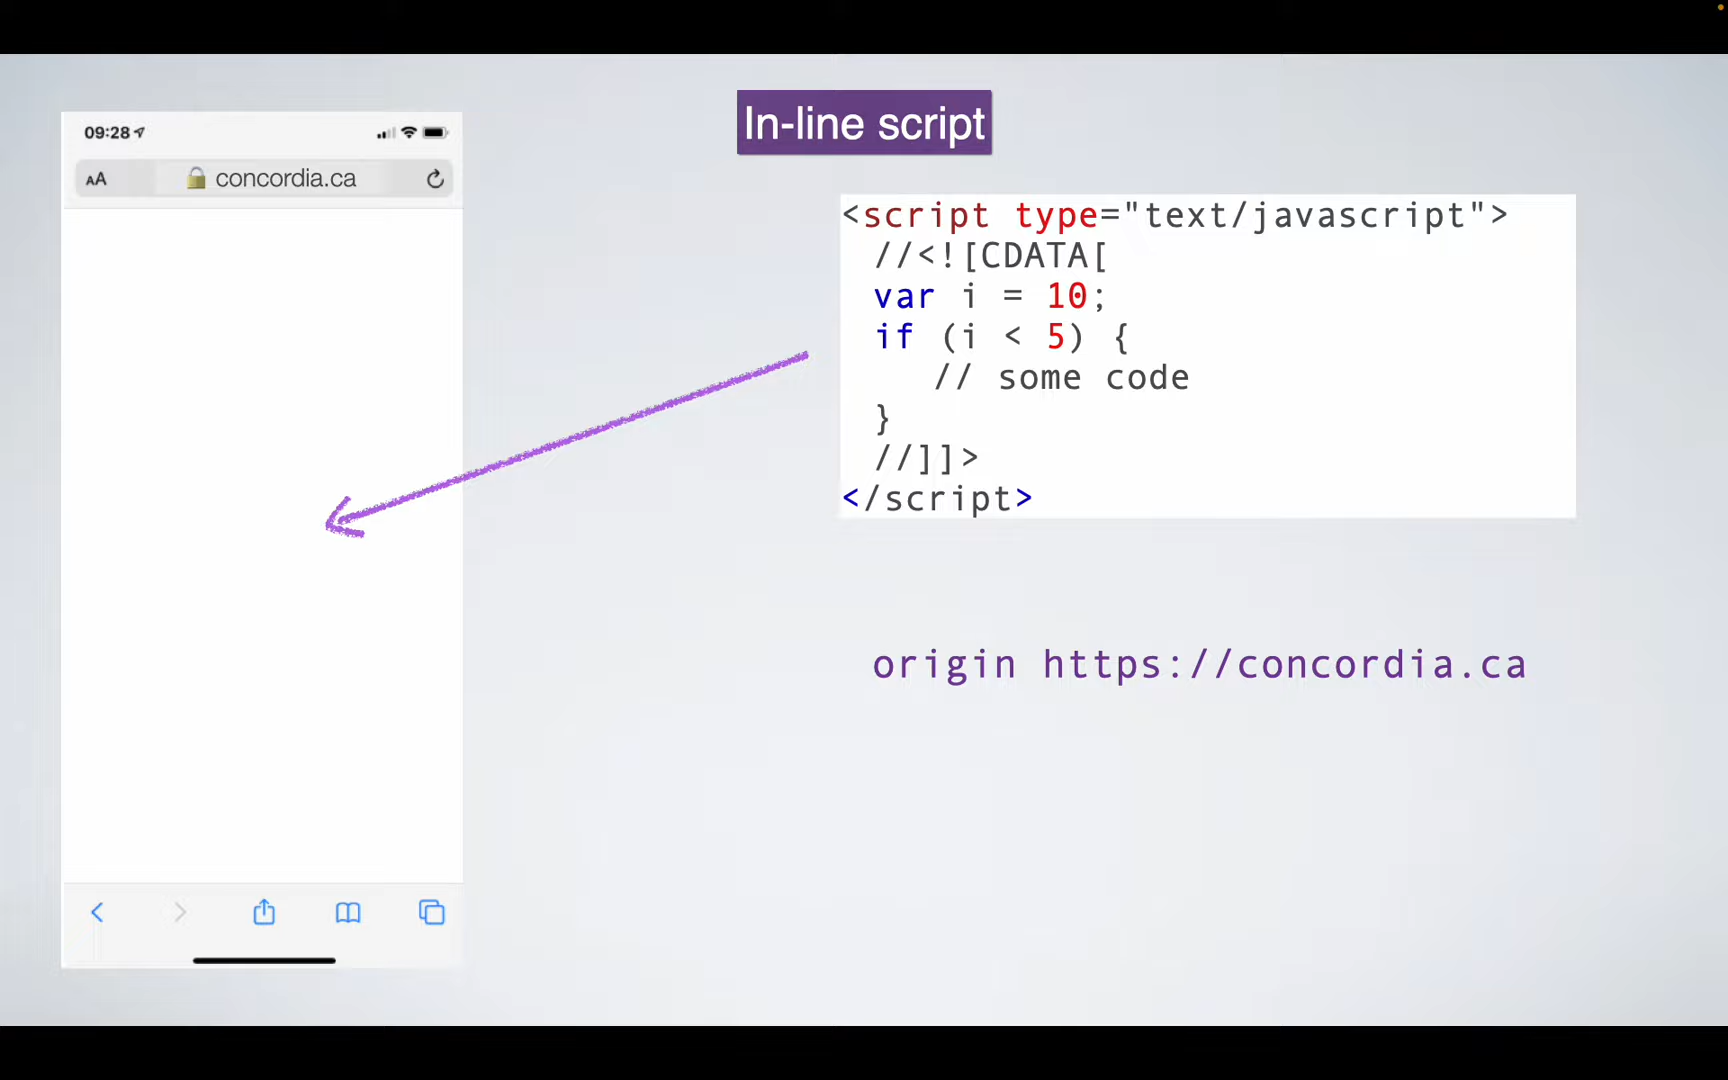 In-line script
09:28
AA concordia.ca
<script type="text/javascript">
//<![CDATA[
var i = 10;
if (i < 5) {
// some code
}
//]]>
</script>
origin https://concordia.ca